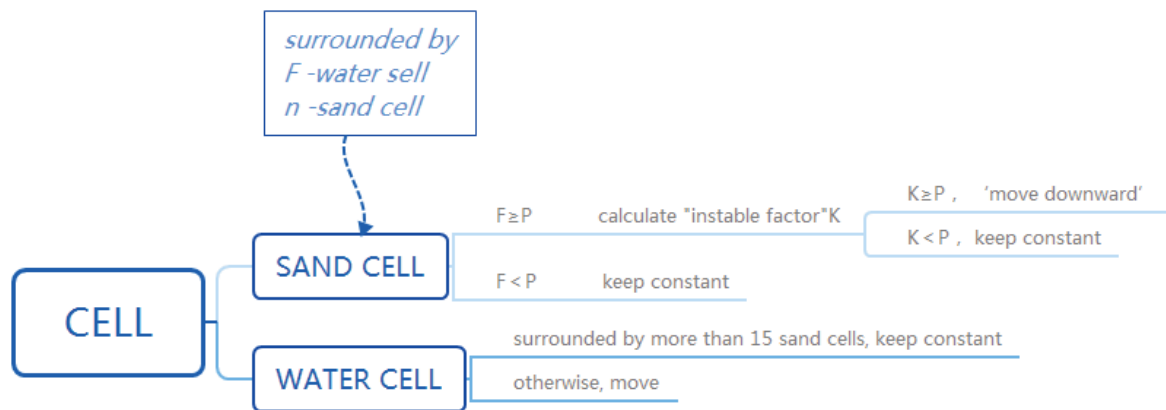 surrounded by
F -water sell
n -sand cell
K≥P , ‘move downward’
F≥P calculate "instable factor"K
K<P , keep constant
SAND CELL
F<P keep constant
CELL
surrounded by more than 15 sand cells, keep constant
WATER CELL
otherwise, move